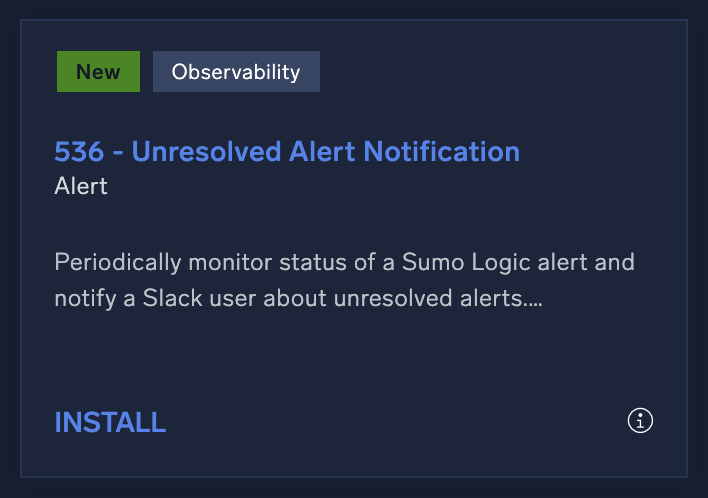 New
Observability
536 - Unresolved Alert Notification
Alert
Periodically monitor status of a Sumo Logic alert and
notify a Slack user about unresolved alerts....
INSTALL